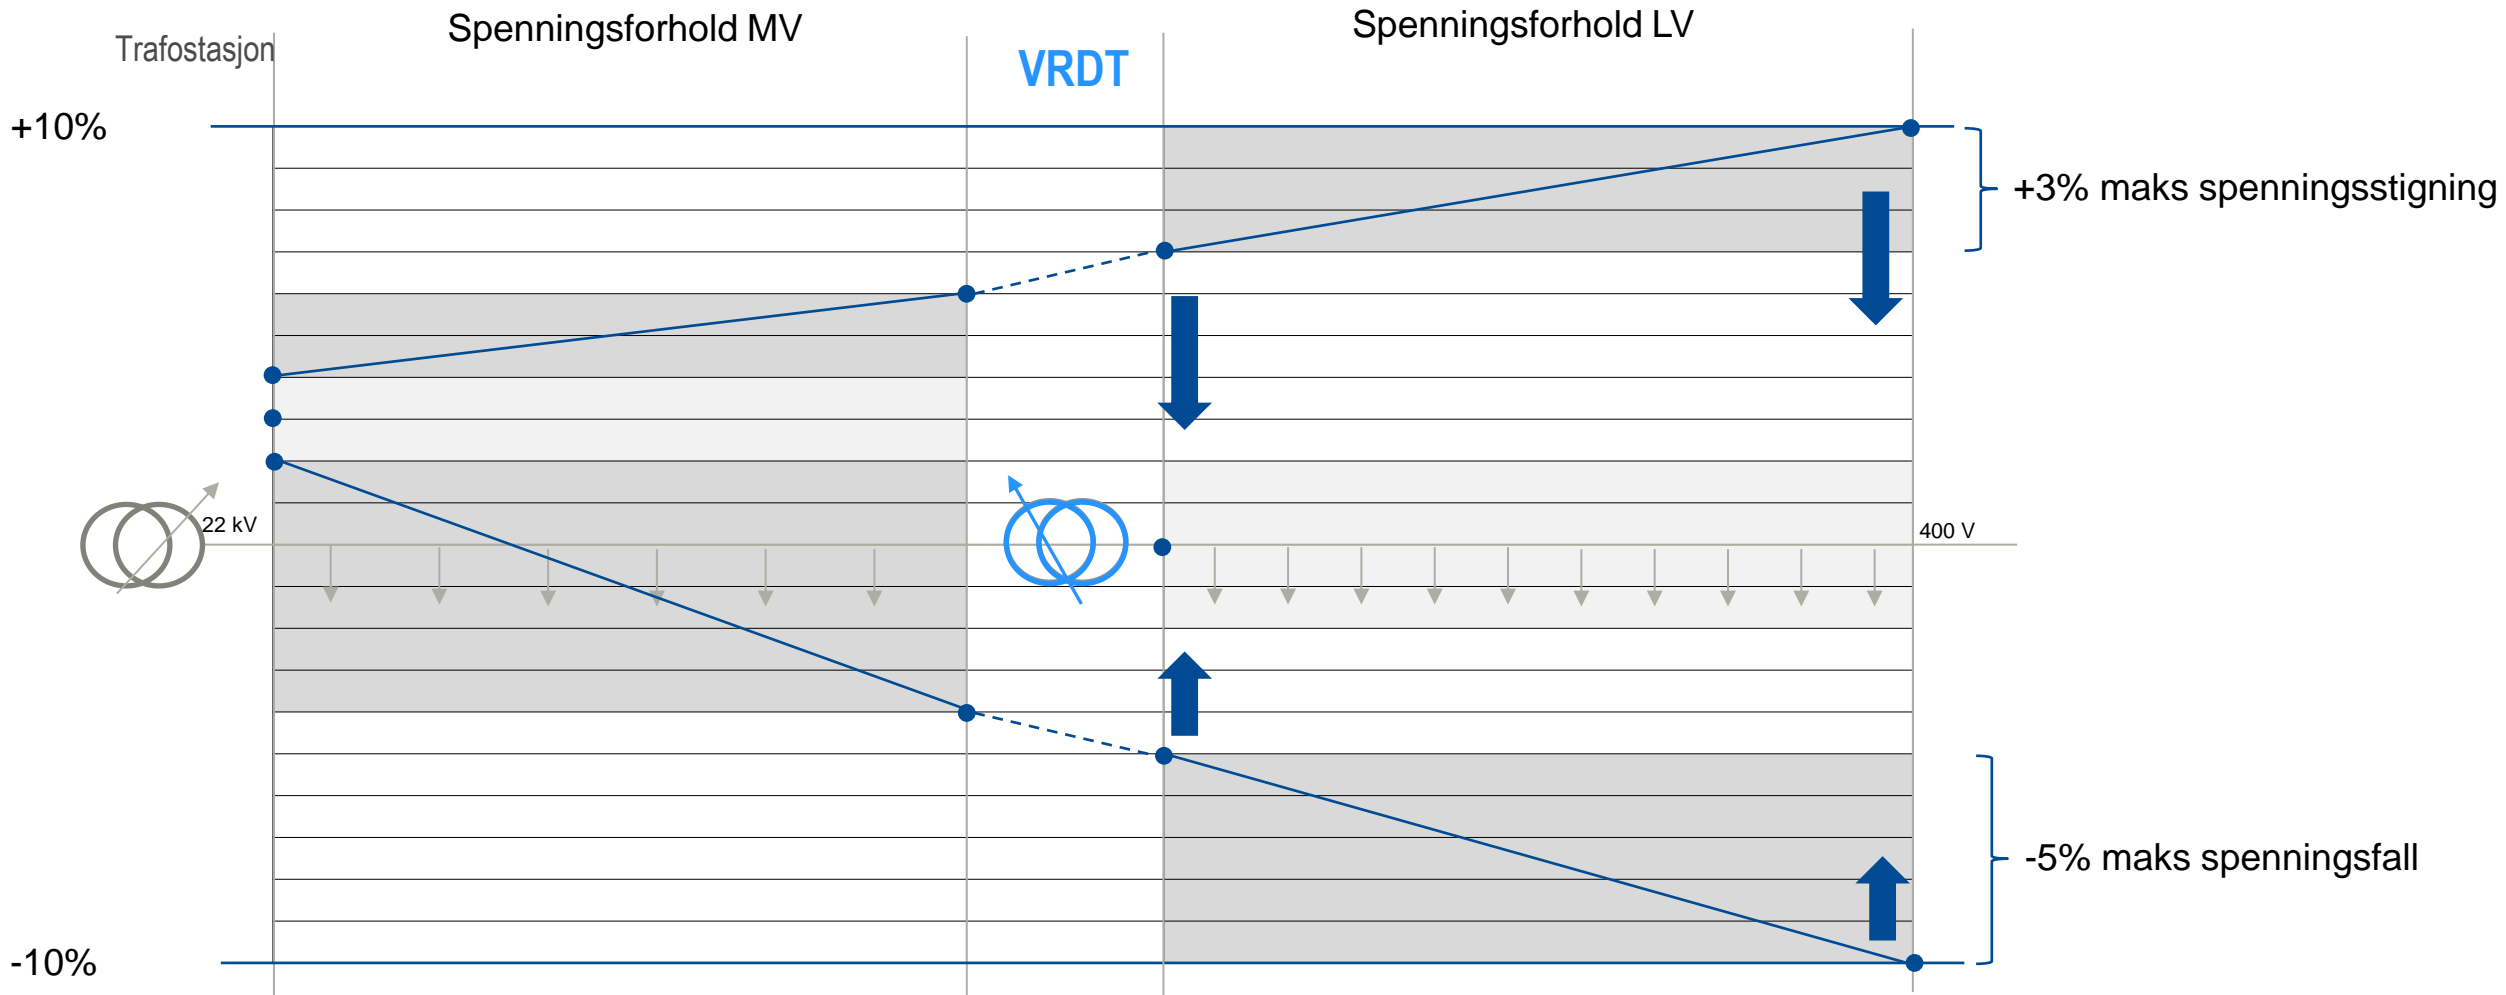 Spenningsforhold MV
Spenningsforhold LV
Trafostasjon
VRDT
+10%
+3% maks spenningsstigning
22 kV
400 V
-5% maks spenningsfall
-10%